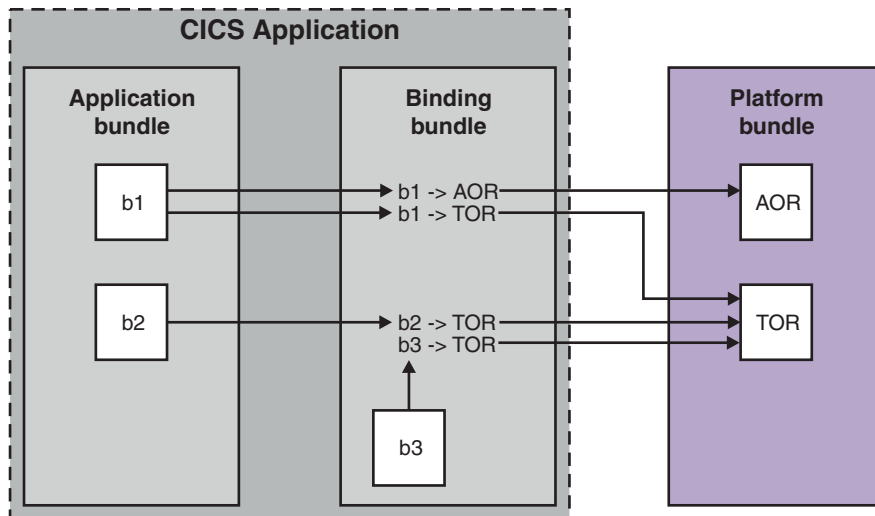 CICS Application
Application
bundle
b1
b2
Binding
bundle
b1 -> AOR
b1 -> TOR
b2 -> TOR
b3 -> TOR
b3
Platform
bundle
AOR
TOR